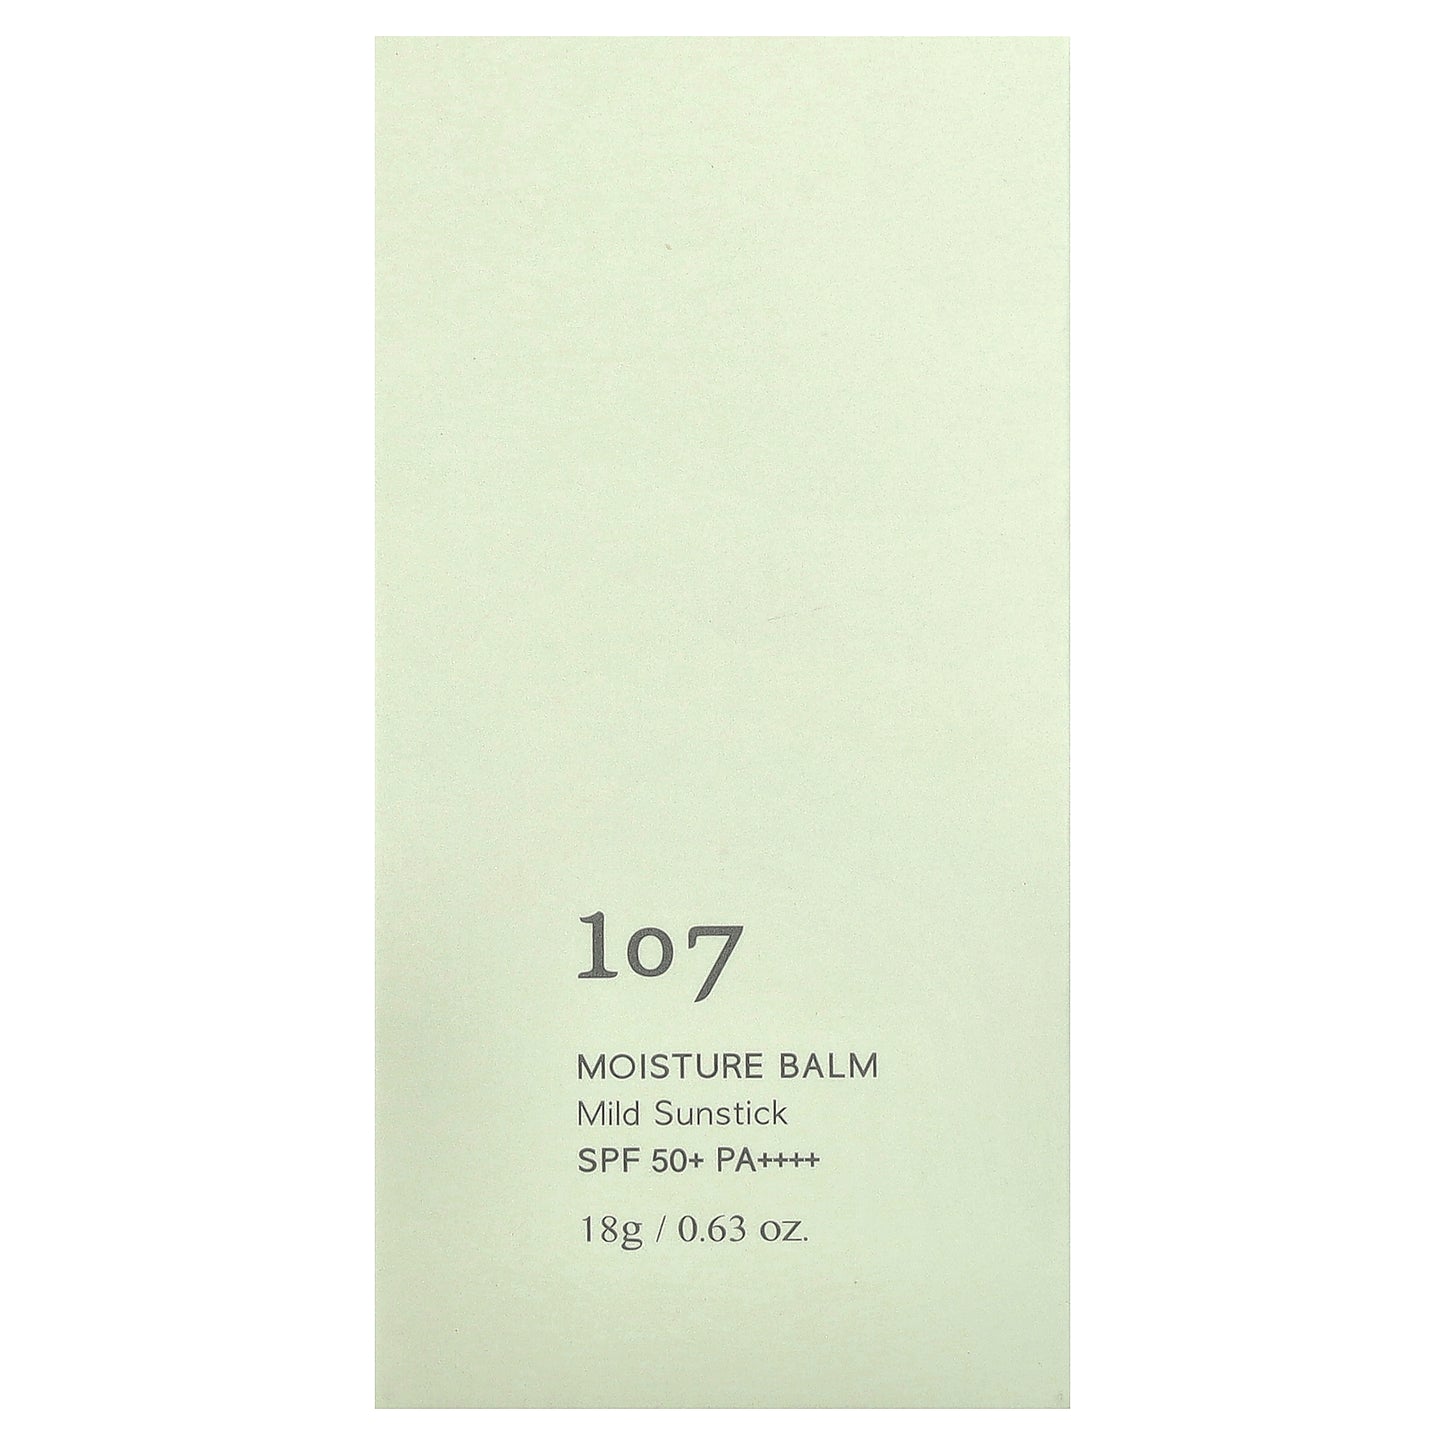 107
MOISTURE BALM
Mild Sunstick
SPF 50+ PA++++
18g / 0.63 oz.